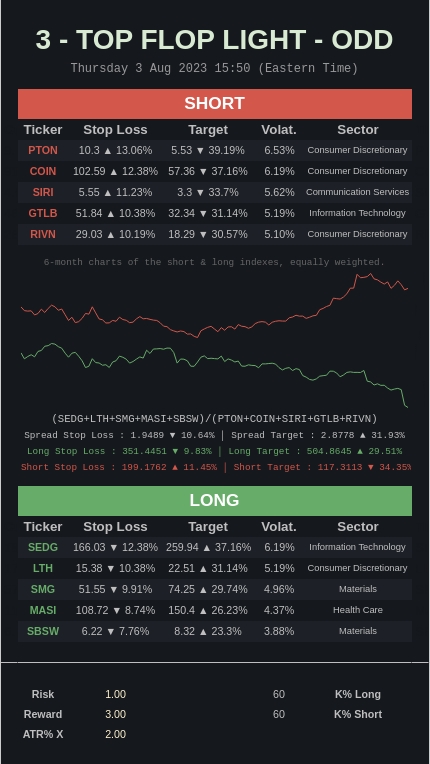 3 - TOP FLOP LIGHT - ODD
Thursday 3 Aug 2023 15:50 (Eastern Time)
SHORT
Ticker Stop Loss Target Volat. Sector
PTON 10.3 ▲ 13.06% 5.53 ▼ 39.19% 6.53% Consumer Discretionary
COIN 102.59 ▲ 12.38% 57.36 ▼ 37.16% 6.19% Consumer Discretionary
SIRI 5.55 ▲ 11.23% 3.3 ▼ 33.7% 5.62% Communication Services
GTLB 51.84 ▲ 10.38% 32.34 ▼ 31.14% 5.19% Information Technology
RIVN 29.03 ▲ 10.19% 18.29 ▼ 30.57% 5.10% Consumer Discretionary
6-month charts of the short & long indexes, equally weighted.
(SEDG+LTH+SMG+MASI+SBSW)/(PTON+COIN+SIRI+GTLB+RIVN)
Spread Stop Loss : 1.9489 ▼ 10.64% | Spread Target : 2.8778 ▲ 31.93%
Long Stop Loss : 351.4451 ▼ 9.83% | Long Target : 504.8645 ▲ 29.51%
Short Stop Loss : 199.1762 ▲ 11.45% | Short Target : 117.3113 ▼ 34.35%
LONG
Ticker Stop Loss Target Volat. Sector
SEDG 166.03 ▼ 12.38% 259.94 ▲ 37.16% 6.19% Information Technology
LTH 15.38 ▼ 10.38% 22.51 ▲ 31.14% 5.19% Consumer Discretionary
SMG 51.55 ▼ 9.91% 74.25 ▲ 29.74% 4.96% Materials
MASI 108.72 ▼ 8.74% 150.4 ▲ 26.23% 4.37% Health Care
SBSW 6.22 ▼ 7.76% 8.32 ▲ 23.3% 3.88% Materials
Risk 1.00 60 K% Long
Reward 3.00 60 K% Short
ATR% X 2.00